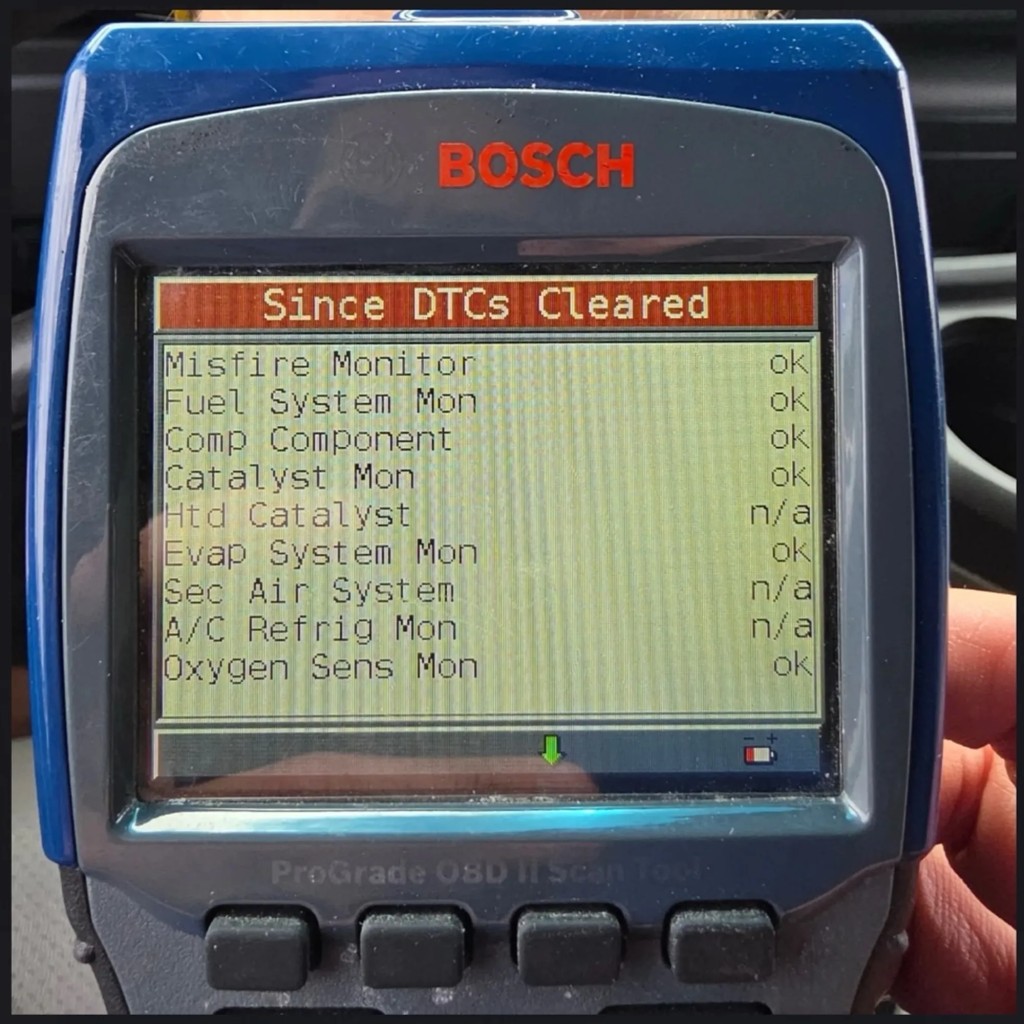 BOSCH
Since DTCs Cleared
Misfire Monitor ok
Fuel System Mon ok
Comp Component ok
Catalyst Mon ok
Htd Catalyst n/a
Evap System Mon ok
Sec Air System n/a
A/C Refrig Mon n/a
Oxygen Sens Mon ok
- +
ProGrade OBD II Scan Tool